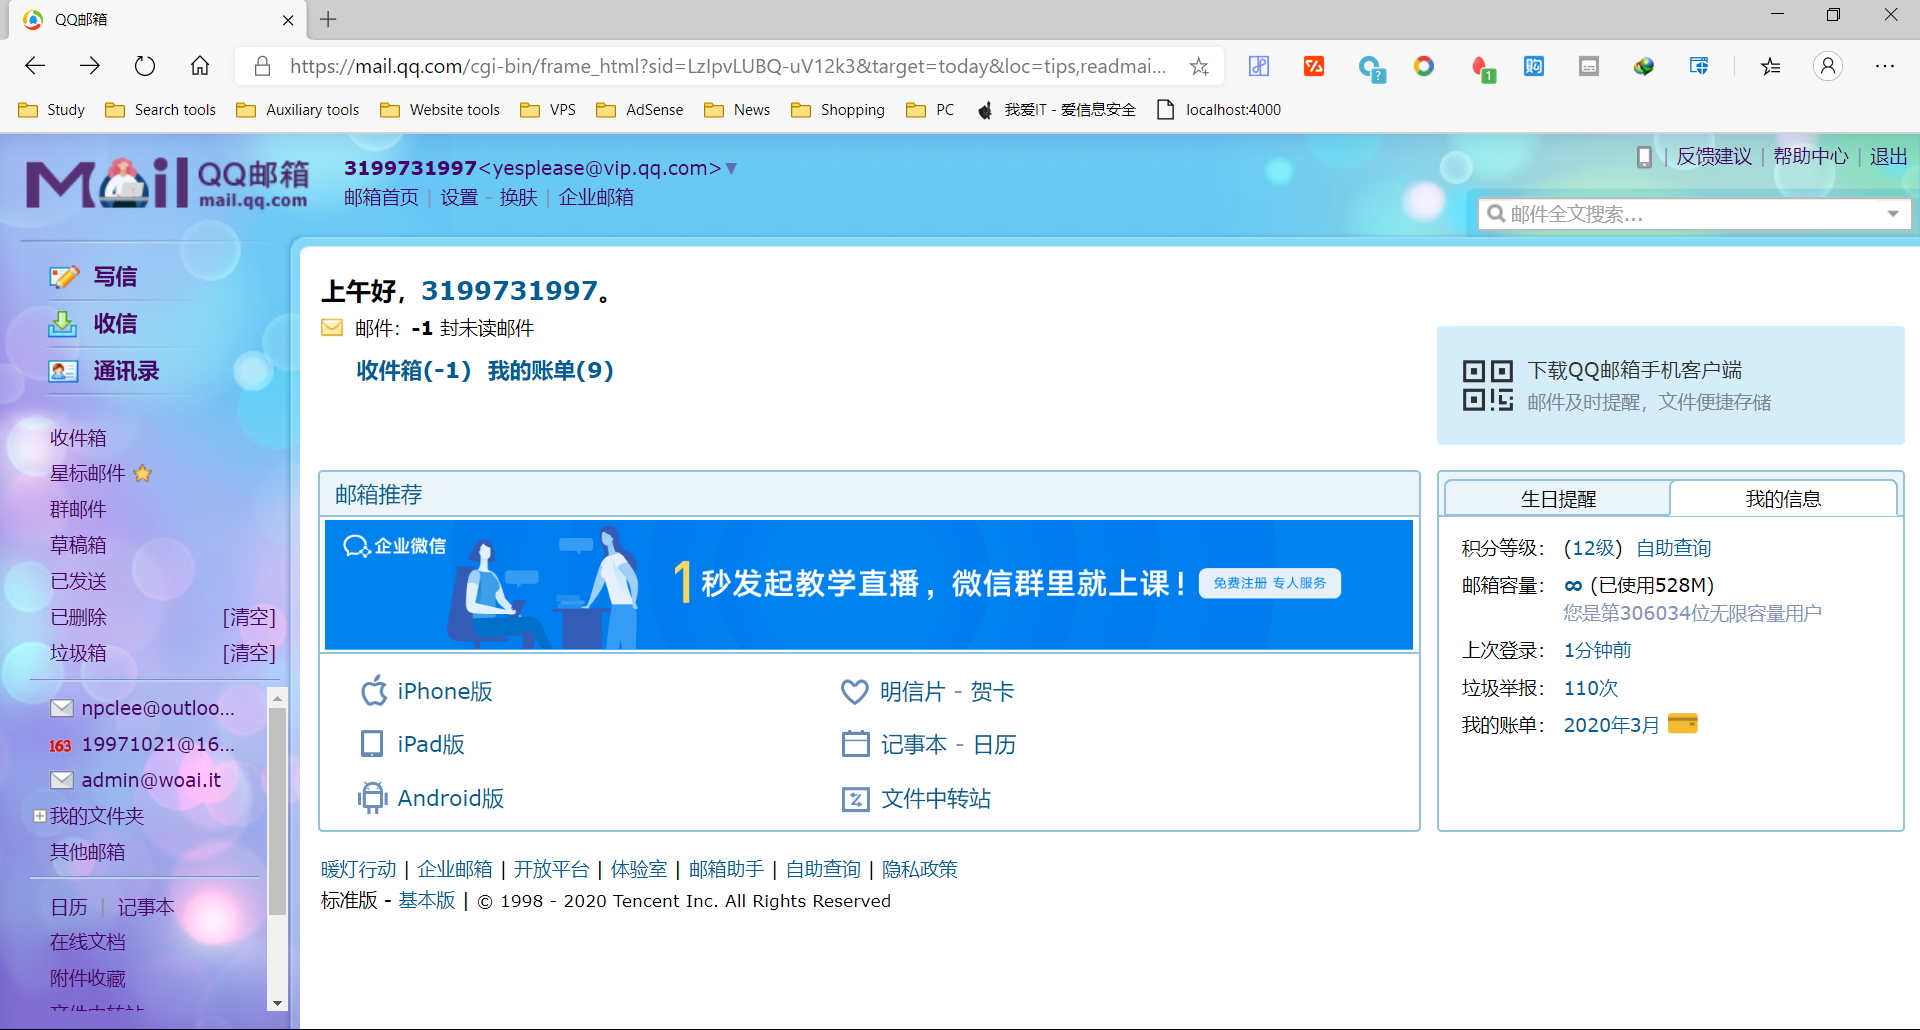 QQ邮箱
https://mail.qq.com/cgi-bin/frame_html?sid=LzIpvLUBQ-uV12k3&target=today&loc=tips,readmai...
Study Search tools Auxiliary tools Website tools VPS AdSense News Shopping PC 我爱IT - 爱信息安全 localhost:4000
Mail QQ邮箱 mail.qq.com
3199731997<yesplease@vip.qq.com>
邮箱首页 | 设置 - 换肤 | 企业邮箱
反馈建议 | 帮助中心 | 退出
邮件全文搜索...
写信
收信
通讯录
收件箱
星标邮件
群邮件
草稿箱
已发送
已删除 [清空]
垃圾箱 [清空]
npclee@outloo...
163 19971021@16...
admin@woai.it
我的文件夹
其他邮箱
日历 | 记事本
在线文档
附件收藏
文件中转站
上午好，3199731997。
邮件：-1 封未读邮件
收件箱(-1) 我的账单(9)
下载QQ邮箱手机客户端
邮件及时提醒，文件便捷存储
邮箱推荐
企业微信
1秒发起教学直播，微信群里就上课！ 免费注册 专人服务
iPhone版 明信片 - 贺卡
iPad版 记事本 - 日历
Android版 文件中转站
生日提醒 我的信息
积分等级： (12级) 自助查询
邮箱容量： ∞ (已使用528M)
您是第306034位无限容量用户
上次登录： 1分钟前
垃圾举报： 110次
我的账单： 2020年3月
暖灯行动 | 企业邮箱 | 开放平台 | 体验室 | 邮箱助手 | 自助查询 | 隐私政策
标准版 - 基本版 | © 1998 - 2020 Tencent Inc. All Rights Reserved